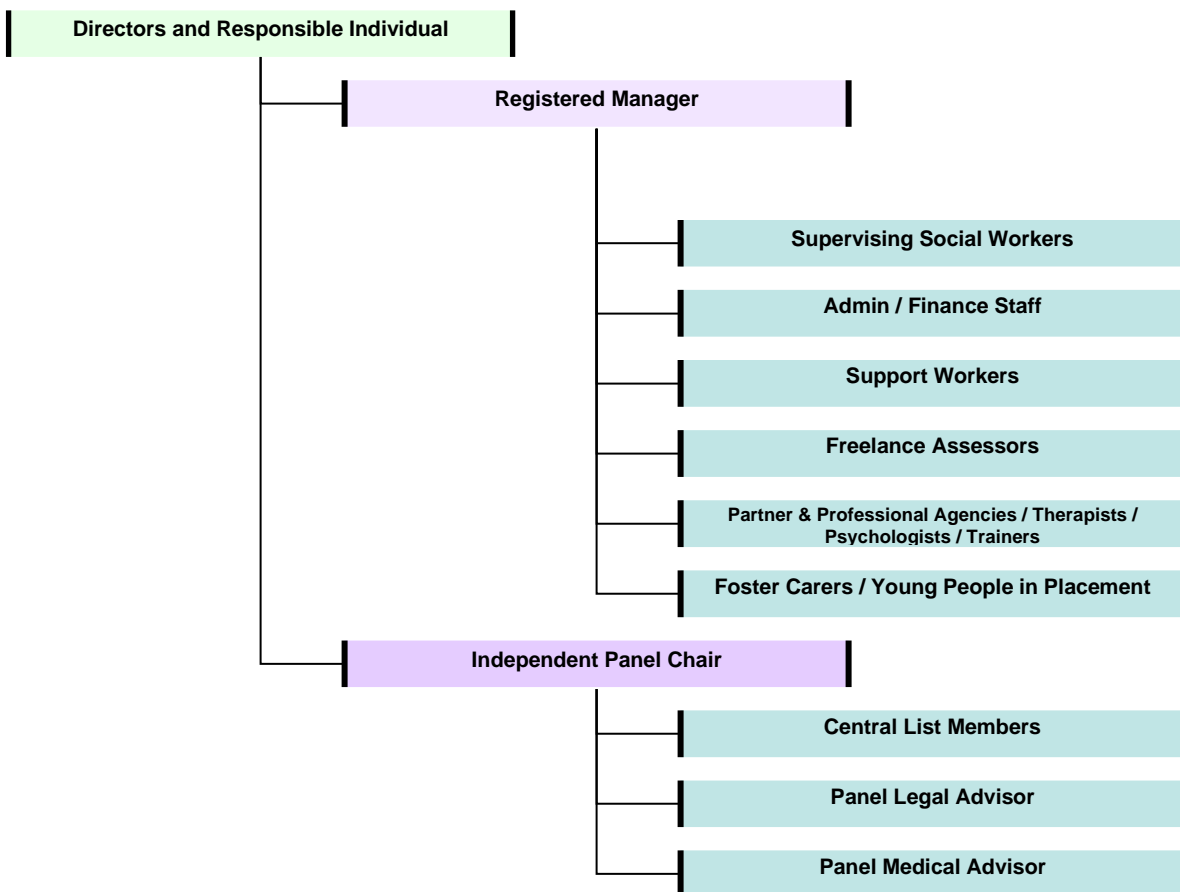 Directors and Responsible Individual
Registered Manager
Supervising Social Workers
Admin / Finance Staff
Support Workers
Freelance Assessors
Partner & Professional Agencies / Therapists /
Psychologists / Trainers
Foster Carers / Young People in Placement
Independent Panel Chair
Central List Members
Panel Legal Advisor
Panel Medical Advisor